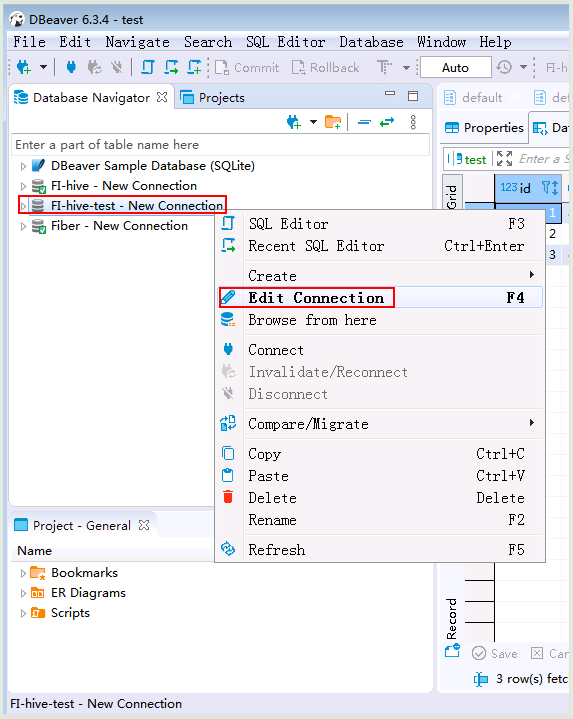 DBeaver 6.3.4 - test
File Edit Navigate Search SQL Editor Database Window Help
Commit Rollback Auto
Database Navigator Projects
default
Enter a part of table name here
Properties
DBeaver Sample Database (SQLite)
FI-hive - New Connection
FI-hive-test - New Connection
Fiber - New Connection
test Enter a S
Grid
123 id
1
2
3
SQL Editor F3
Recent SQL Editor Ctrl+Enter
Create
Edit Connection F4
Browse from here
Connect
Invalidate/Reconnect
Disconnect
Compare/Migrate
Copy Ctrl+C
Paste Ctrl+V
Delete Delete
Rename F2
Refresh F5
Project - General
Name
Bookmarks
ER Diagrams
Scripts
Record
Save
3 row(s) fetc
FI-hive-test - New Connection